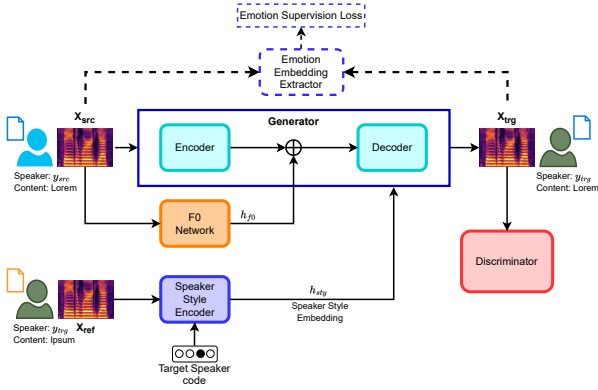 Emotion Supervision Loss
Emotion
Embedding
Extractor
X_src
Generator
X_trg
Encoder
Decoder
Speaker: y_src
Content: Lorem
Speaker: y_trg
Content: Lorem
F0
Network
h_f0
Discriminator
Speaker
Style
Encoder
h_sty
Speaker Style
Embedding
Speaker: y_trg
Content: Ipsum
X_ref
Target Speaker
code